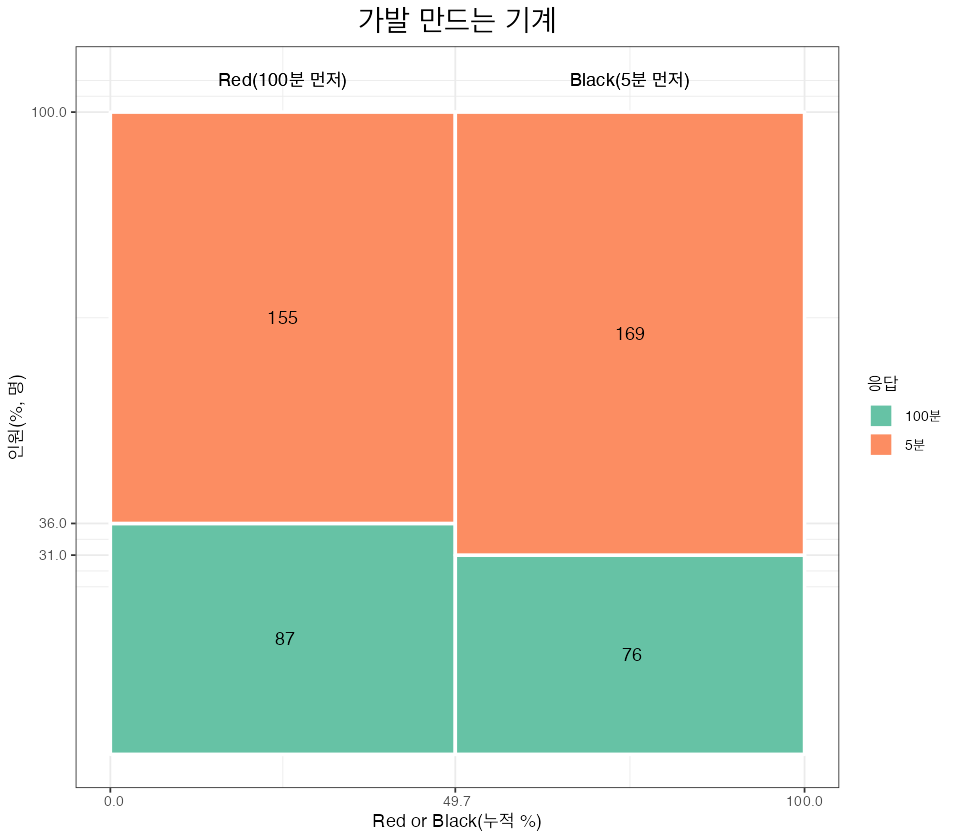 가발 만드는 기계
Red(100분 먼저) Black(5분 먼저)
100.0
155
169
인원(%, 명)
응답
100분
5분
36.0
31.0
87
76
0.0 49.7 100.0
Red or Black(누적 %)